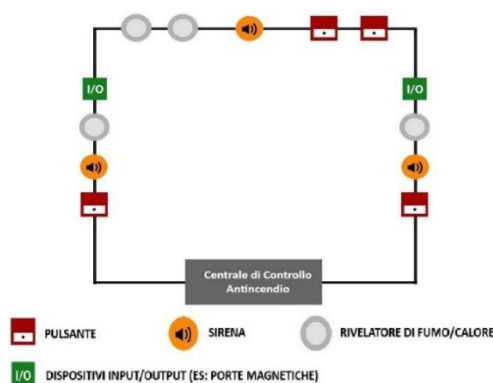 I/O
I/O
Centrale di Controllo
Antincendio
PULSANTE
SIRENA
RIVELATORE DI FUMO/CALORE
I/O
DISPOSITIVI INPUT/OUTPUT (ES: PORTE MAGNETICHE)